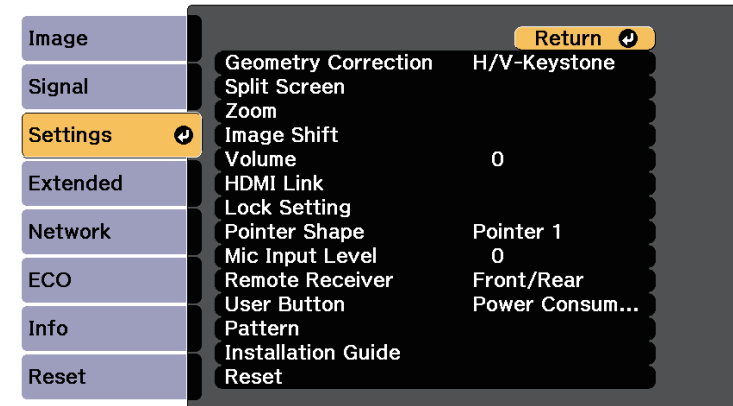 Image
Signal
Settings
Extended
Network
ECO
Info
Reset
Return
Geometry Correction H/V-Keystone
Split Screen
Zoom
Image Shift
Volume 0
HDMI Link
Lock Setting
Pointer Shape Pointer 1
Mic Input Level 0
Remote Receiver Front/Rear
User Button Power Consum...
Pattern
Installation Guide
Reset